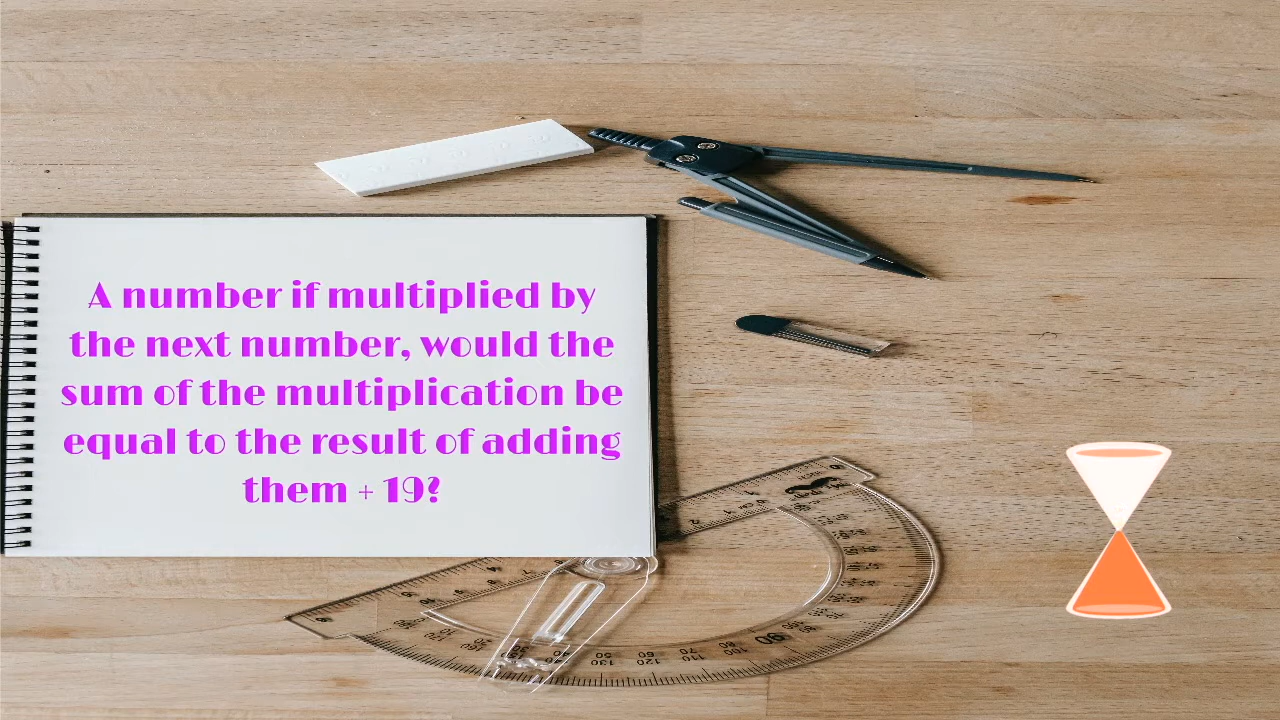 A number if multiplied by
the next number, would the
sum of the multiplication be
equal to the result of adding
them + 19?